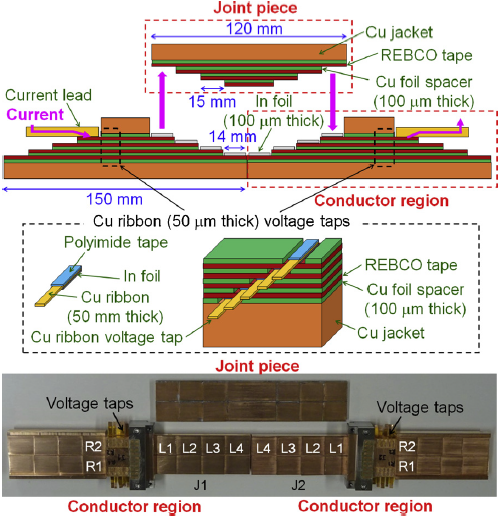 Joint piece
120 mm
Cu jacket
REBCO tape
Cu foil spacer
(100 μm thick)
15 mm
In foil
(100 μm thick)
Current lead
Current
14 mm
150 mm
Conductor region
Cu ribbon (50 μm thick) voltage taps
Polyimide tape
In foil
Cu ribbon
(50 mm thick)
Cu ribbon voltage tap
REBCO tape
Cu foil spacer
(100 μm thick)
Cu jacket
Joint piece
Voltage taps
Voltage taps
R2
L1 L2 L3 L4 L4 L3 L2 L1
R2
R1
R1
J1
J2
Conductor region
Conductor region